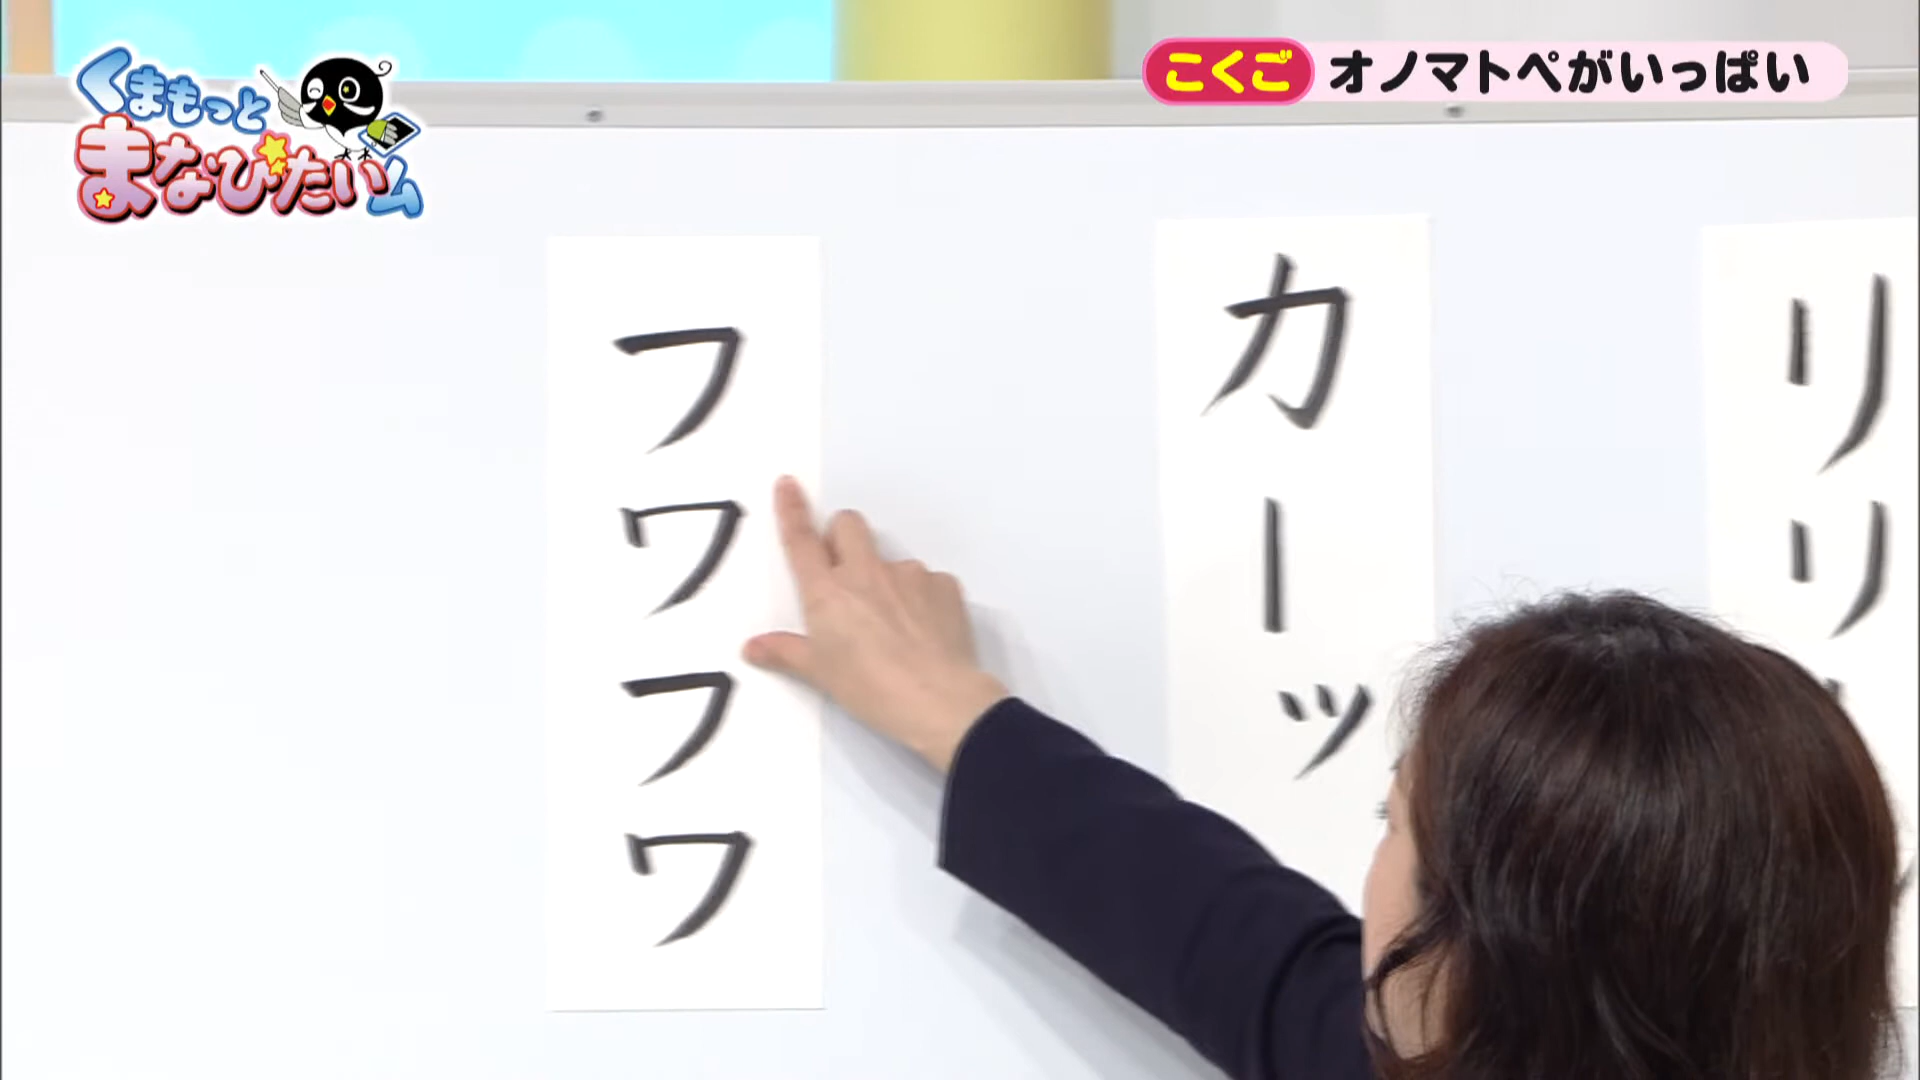 くまもっと
まなびたいム
こくご オノマトペがいっぱい
リリ
カーッ
フワフワ